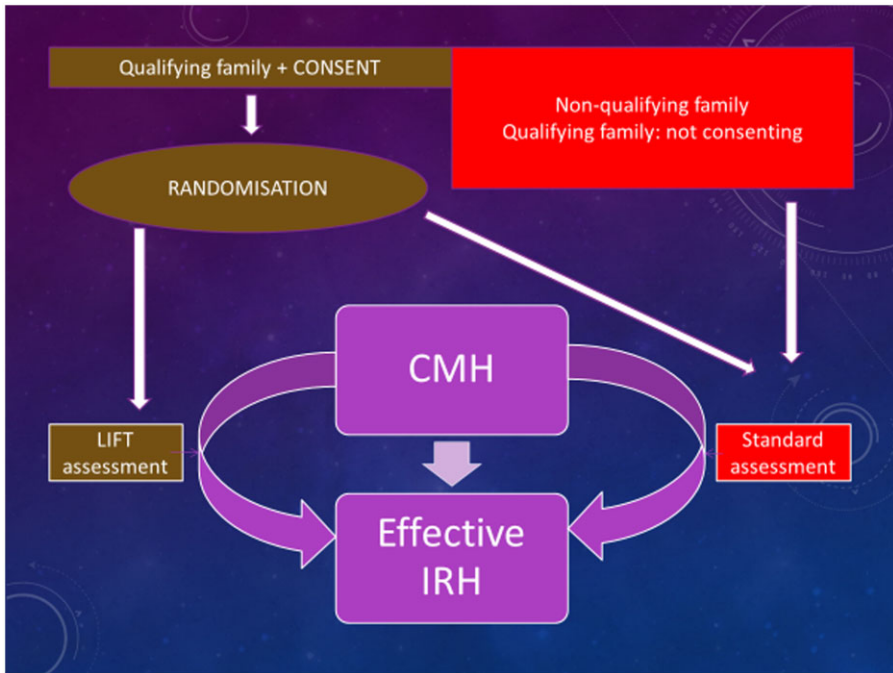 Qualifying family + CONSENT
Non-qualifying family
Qualifying family: not consenting
RANDOMISATION
CMH
LIFT
assessment
Standard
assessment
Effective
IRH